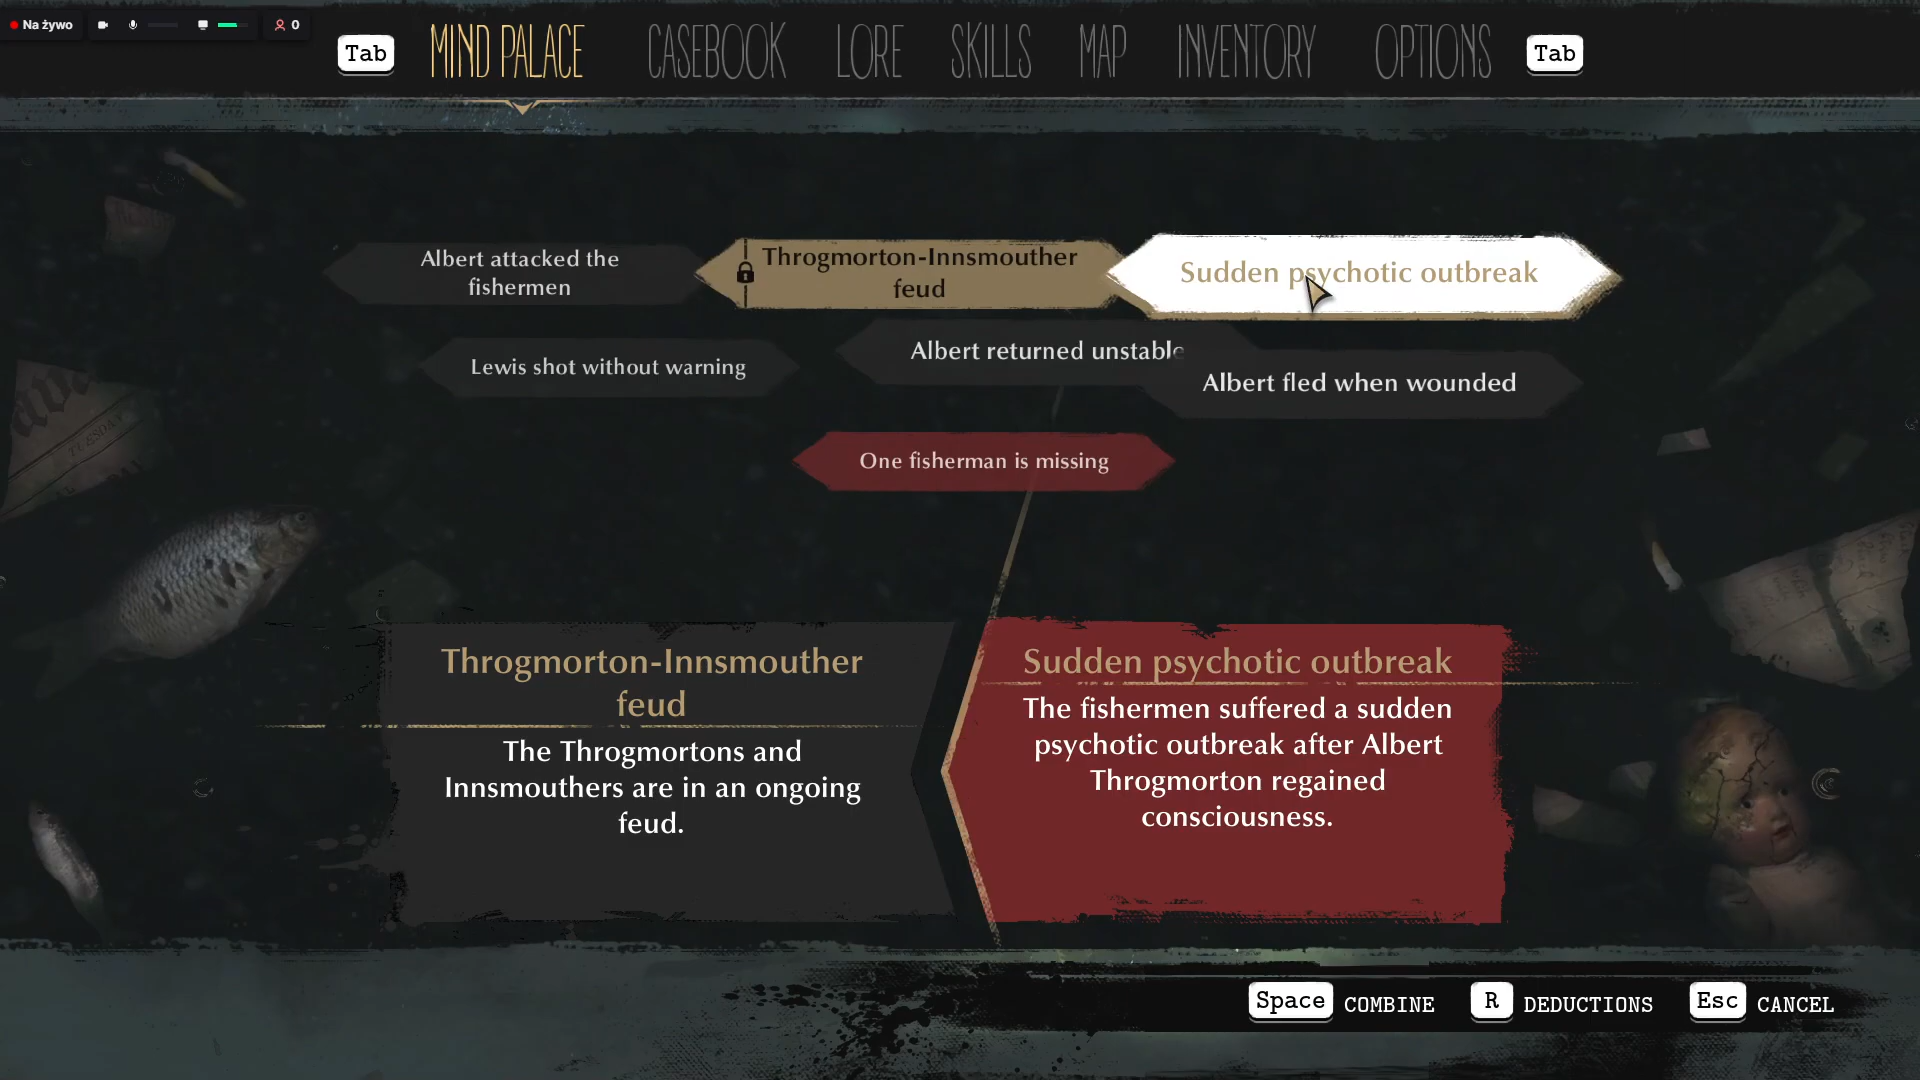 Na żywo
0
Tab
MIND PALACE
CASEBOOK
LORE
SKILLS
MAP
INVENTORY
OPTIONS
Tab
Albert attacked the
fishermen
Throgmorton-Innsmouther
feud
Sudden psychotic outbreak
Lewis shot without warning
Albert returned unstable
Albert fled when wounded
One fisherman is missing
Throgmorton-Innsmouther
feud
The Throgmortons and
Innsmouthers are in an ongoing
feud.
Sudden psychotic outbreak
The fishermen suffered a sudden
psychotic outbreak after Albert
Throgmorton regained
consciousness.
TUESDAY
Space COMBINE
R DEDUCTIONS
Esc CANCEL